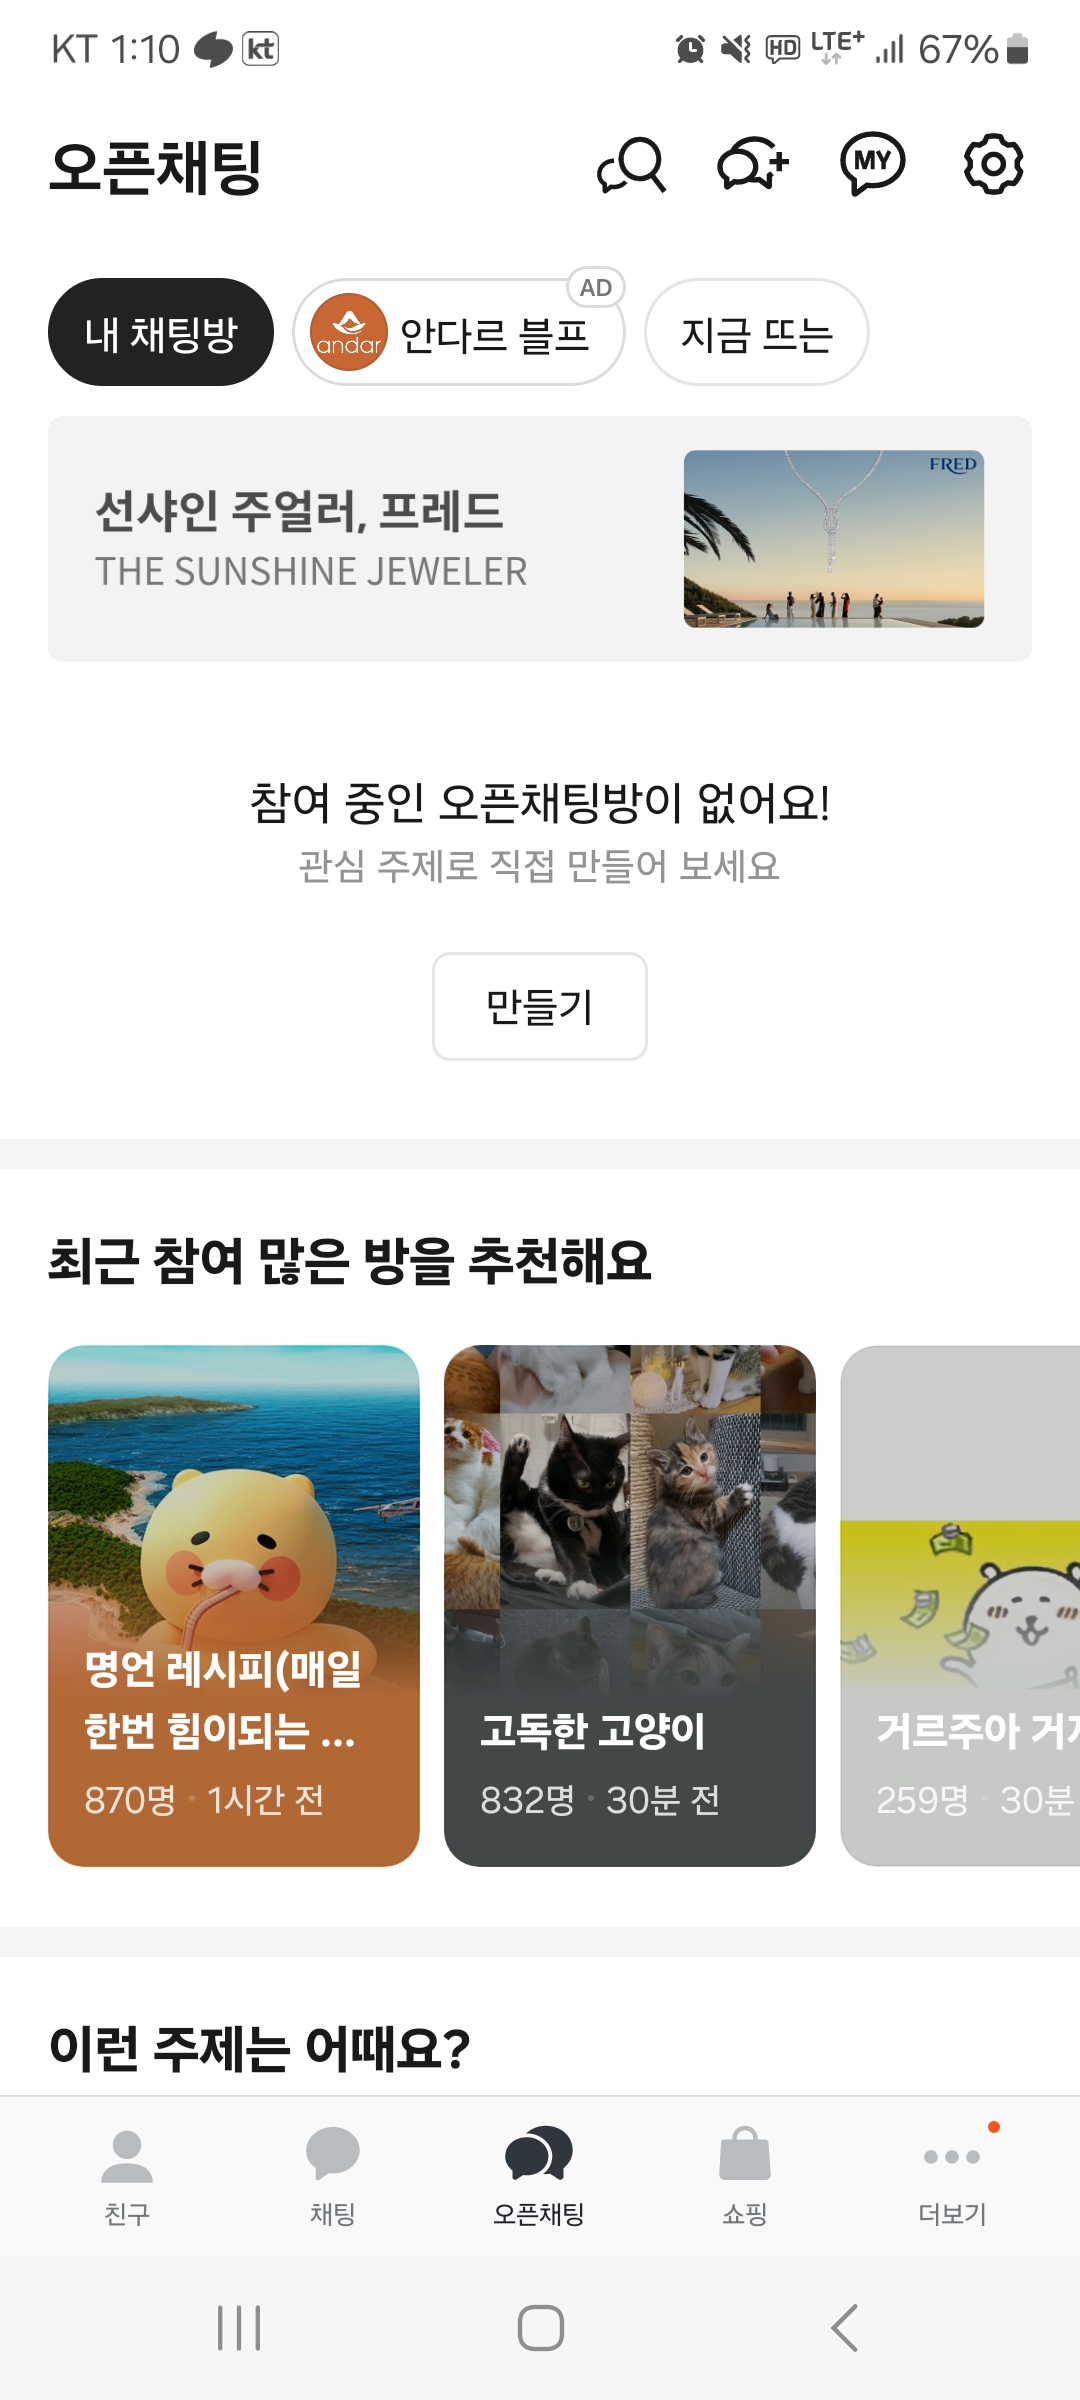 KT 1:10 kt HD LTE+ 67%
오픈채팅
MY
내 채팅방
andar 안다르 블프
AD
지금 뜨는
선샤인 주얼러, 프레드
THE SUNSHINE JEWELER
FRED
참여 중인 오픈채팅방이 없어요!
관심 주제로 직접 만들어 보세요
만들기
최근 참여 많은 방을 추천해요
명언 레시피(매일
한번 힘이되는 ...
870명 · 1시간 전
고독한 고양이
832명 · 30분 전
거르주아 거지
259명 · 30분
이런 주제는 어때요?
친구
채팅
오픈채팅
쇼핑
더보기